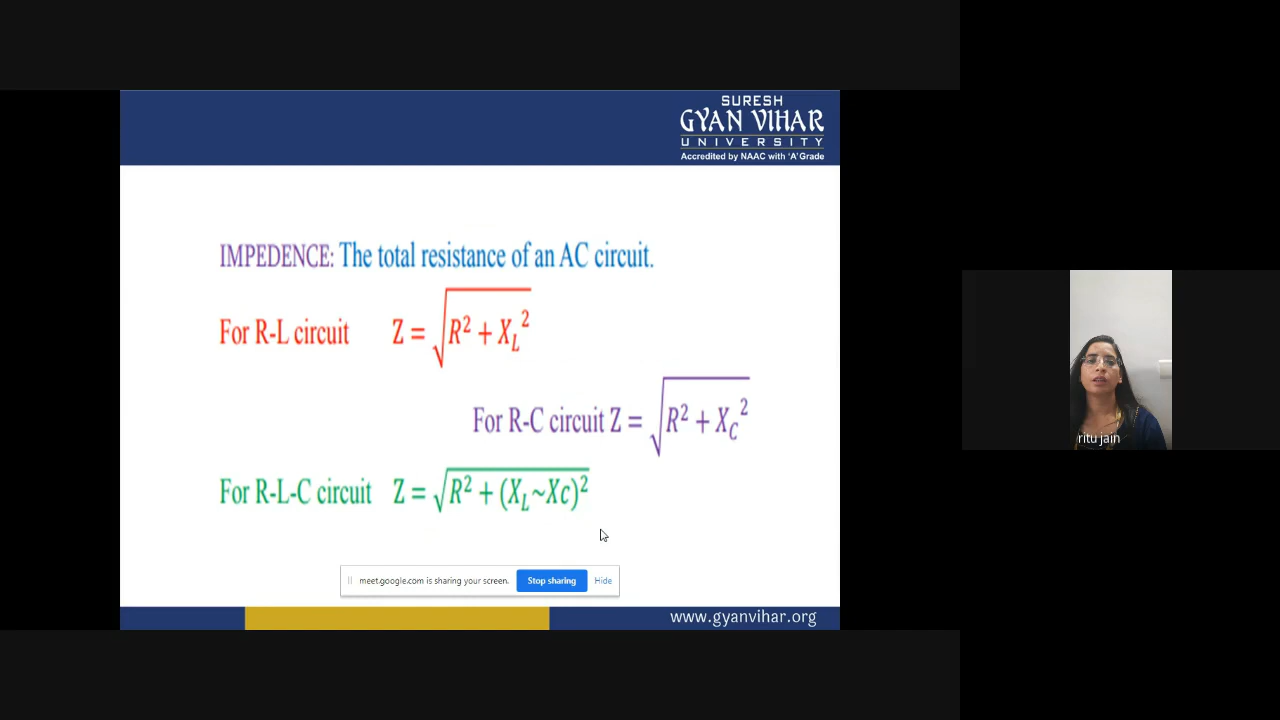 SURESH
GYAN VIHAR
UNIVERSITY
Accredited by NAAC with 'A' Grade
IMPEDENCE: The total resistance of an AC circuit.
For R-L circuit Z = √(R² + X_L²)
For R-C circuit Z = √(R² + X_C²)
For R-L-C circuit Z = √(R² + (X_L~Xc)²)
meet.google.com is sharing your screen. Stop sharing Hide
www.gyanvihar.org
ritu jain